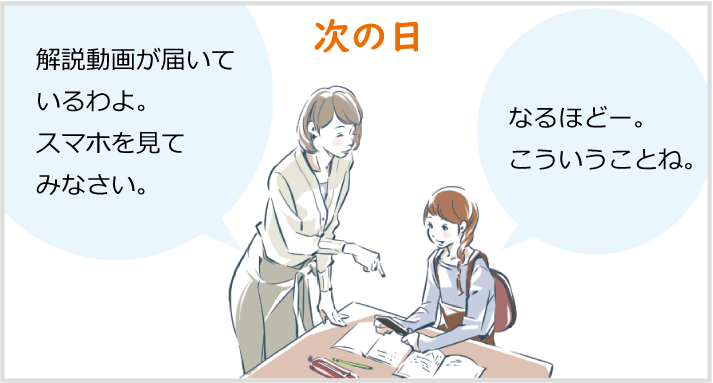 次の日
解説動画が届いて
いるわよ。
スマホを見て
みなさい。
なるほどー。
こういうことね。